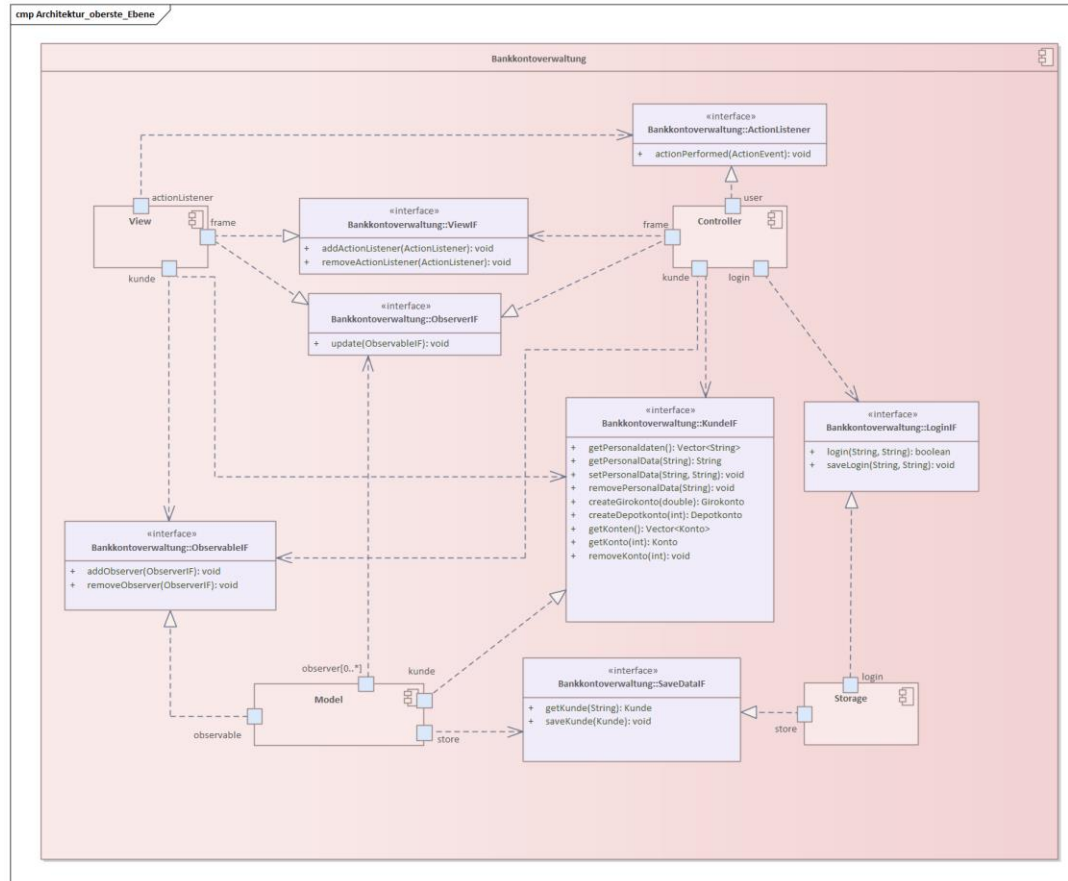 cmp Architektur_oberste_Ebene
Bankkontoverwaltung
«interface»
Bankkontoverwaltung::ActionListener
+ actionPerformed(ActionEvent): void
actionListener
View
frame
kunde
«interface»
Bankkontoverwaltung::ViewIF
+ addActionListener(ActionListener): void
+ removeActionListener(ActionListener): void
user
Controller
frame
kunde
login
«interface»
Bankkontoverwaltung::ObserverIF
+ update(ObservableIF): void
«interface»
Bankkontoverwaltung::KundeIF
+ getPersonaldaten(): Vector<String>
+ getPersonalData(String): String
+ setPersonalData(String, String): void
+ removePersonalData(String): void
+ createGirokonto(double): Girokonto
+ createDepotkonto(int): Depotkonto
+ getKonten(): Vector<Konto>
+ getKonto(int): Konto
+ removeKonto(int): void
«interface»
Bankkontoverwaltung::LoginIF
+ login(String, String): boolean
+ saveLogin(String, String): void
«interface»
Bankkontoverwaltung::ObservableIF
+ addObserver(ObserverIF): void
+ removeObserver(ObserverIF): void
observer[0..*]
kunde
Model
observable
store
«interface»
Bankkontoverwaltung::SaveDataIF
+ getKunde(String): Kunde
+ saveKunde(Kunde): void
login
Storage
store